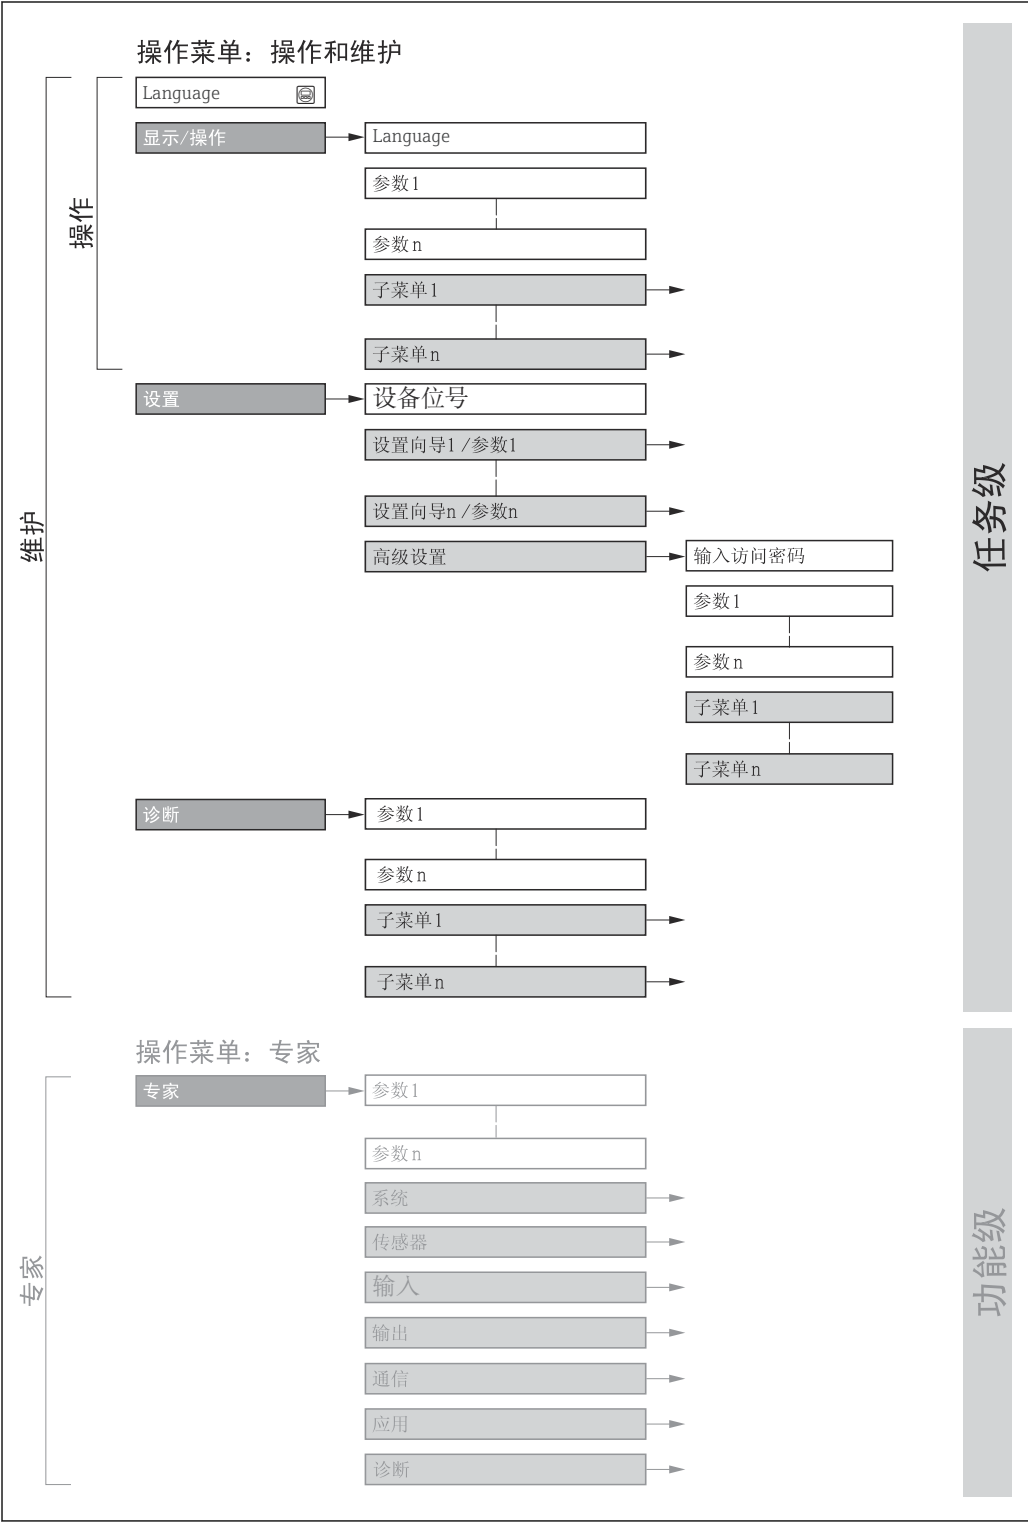 操作菜单：操作和维护
Language
显示/操作
Language
参数1
参数n
子菜单1
子菜单n
操作
设置
设备位号
设置向导1 /参数1
设置向导n /参数n
高级设置
输入访问密码
参数1
参数n
子菜单1
子菜单n
维护
任务级
诊断
参数1
参数n
子菜单1
子菜单n
操作菜单：专家
专家
参数1
参数n
系统
传感器
输入
输出
通信
应用
诊断
专家
功能级